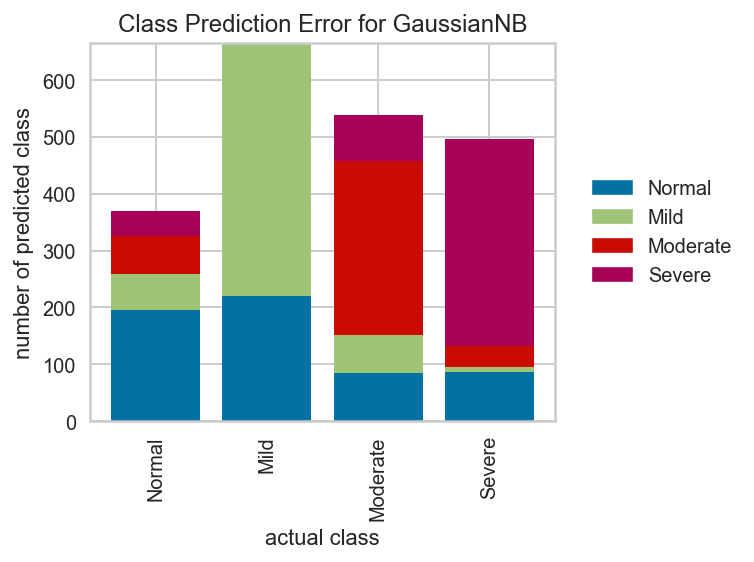 Class Prediction Error for GaussianNB
number of predicted class
600
500
400
300
200
100
0
Normal
Mild
Moderate
Severe
actual class
Normal
Mild
Moderate
Severe